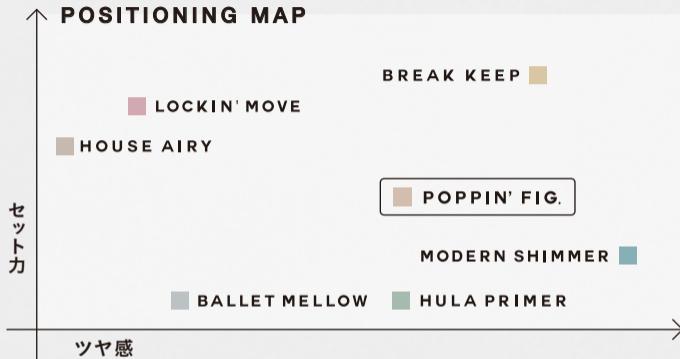 POSITIONING MAP
BREAK KEEP
LOCKIN' MOVE
HOUSE AIRY
POPPIN' FIG.
セット力
MODERN SHIMMER
BALLET MELLOW
HULA PRIMER
ツヤ感